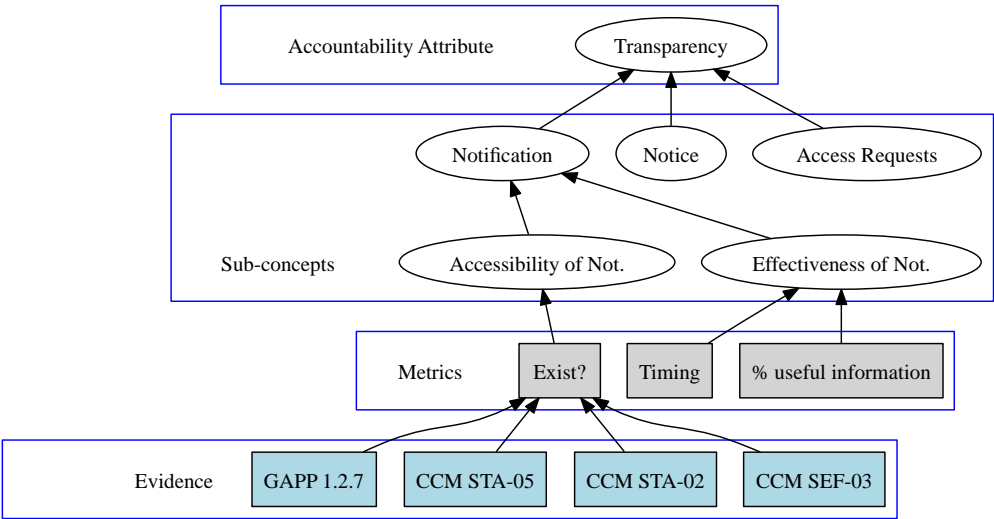 Accountability Attribute
Transparency
Notification
Notice
Access Requests
Sub-concepts
Accessibility of Not.
Effectiveness of Not.
Metrics
Exist?
Timing
% useful information
Evidence
GAPP 1.2.7
CCM STA-05
CCM STA-02
CCM SEF-03